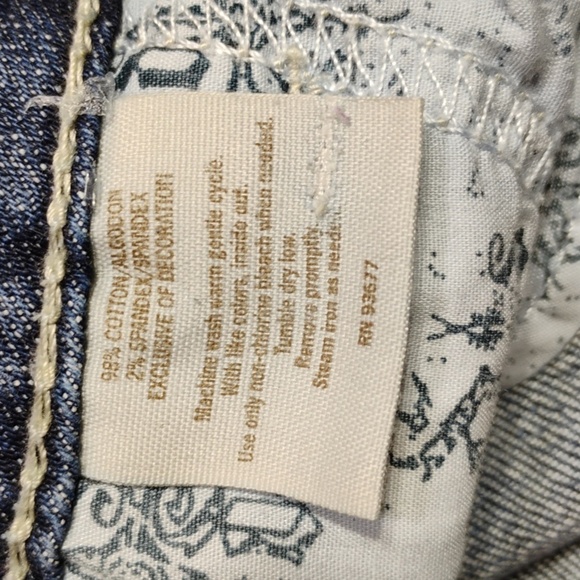 98% COTTON/ALGODON
2% SPANDEX/SPANDEX
EXCLUSIVE OF DECORATION
Machine wash warm gentle cycle.
With like colors, inside out.
Use only non-chlorine bleach when needed.
Tumble dry low.
Remove promptly.
Steam iron as needed.
RN 93677